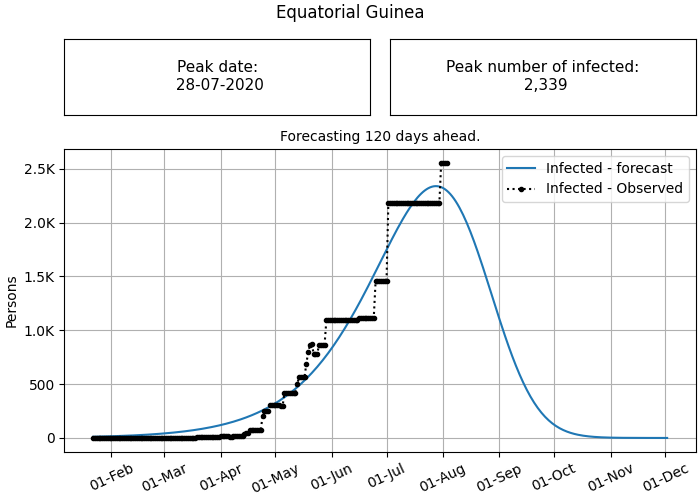 Equatorial Guinea
Peak date:
28-07-2020
Peak number of infected:
2,339
Forecasting 120 days ahead.
Infected - forecast
Infected - Observed
Persons
2.5K
2.0K
1.5K
1.0K
500
0
01-Feb
01-Mar
01-Apr
01-May
01-Jun
01-Jul
01-Aug
01-Sep
01-Oct
01-Nov
01-Dec